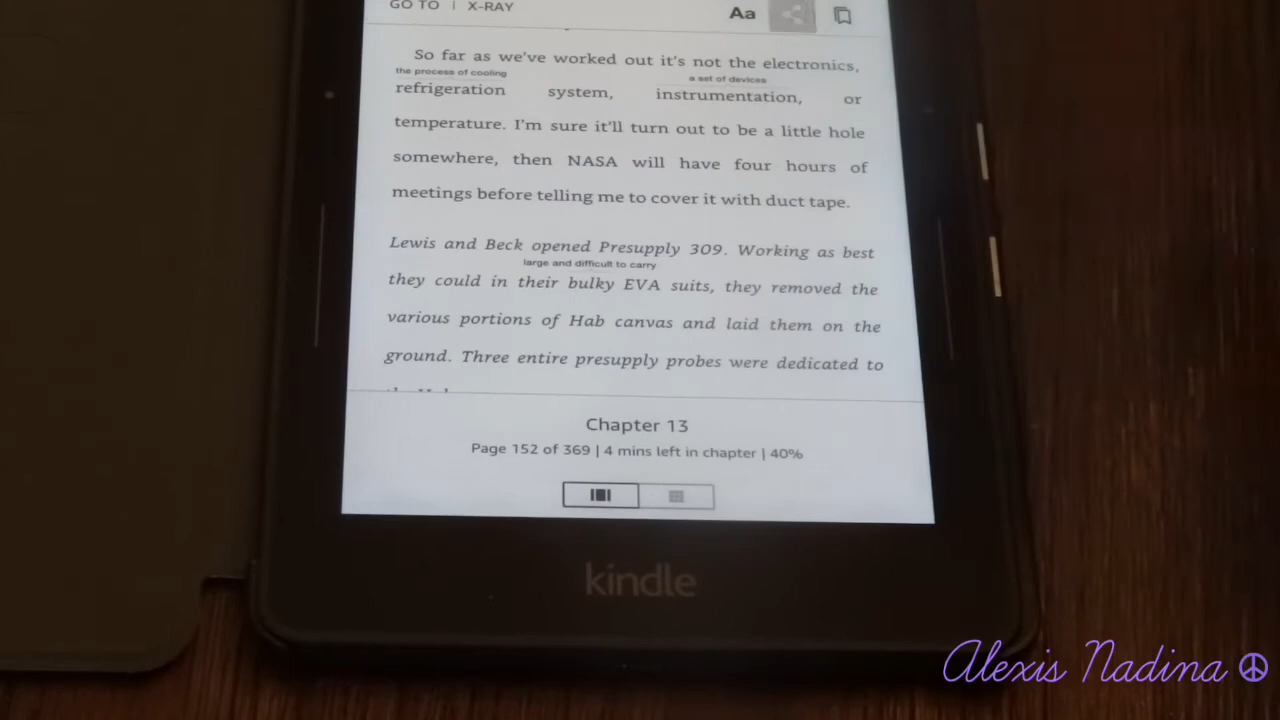 GO TO | X-RAY Aa
So far as we've worked out it's not the electronics,
the process of cooling a set of devices
refrigeration system, instrumentation, or
temperature. I'm sure it'll turn out to be a little hole
somewhere, then NASA will have four hours of
meetings before telling me to cover it with duct tape.
Lewis and Beck opened Presupply 309. Working as best
large and difficult to carry
they could in their bulky EVA suits, they removed the
various portions of Hab canvas and laid them on the
ground. Three entire presupply probes were dedicated to
Chapter 13
Page 152 of 369 | 4 mins left in chapter | 40%
kindle
Alexis Nadina